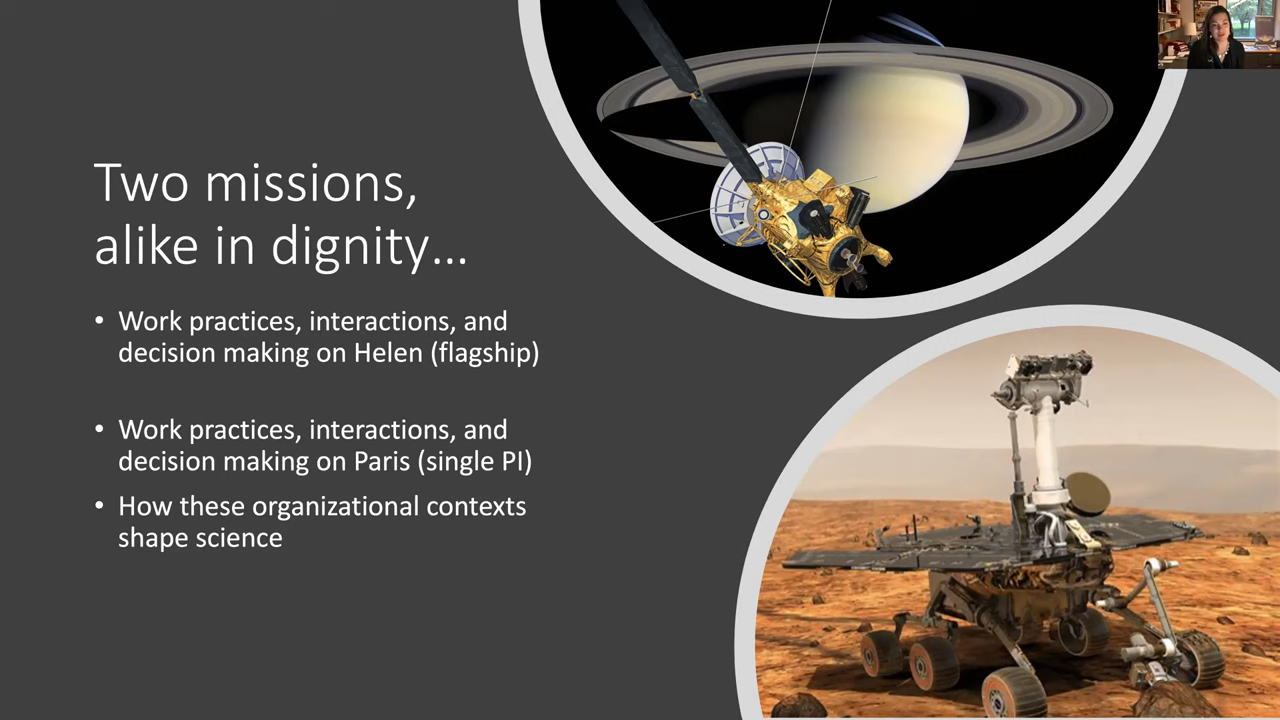 Two missions,
alike in dignity...
• Work practices, interactions, and
decision making on Helen (flagship)
• Work practices, interactions, and
decision making on Paris (single PI)
• How these organizational contexts
shape science